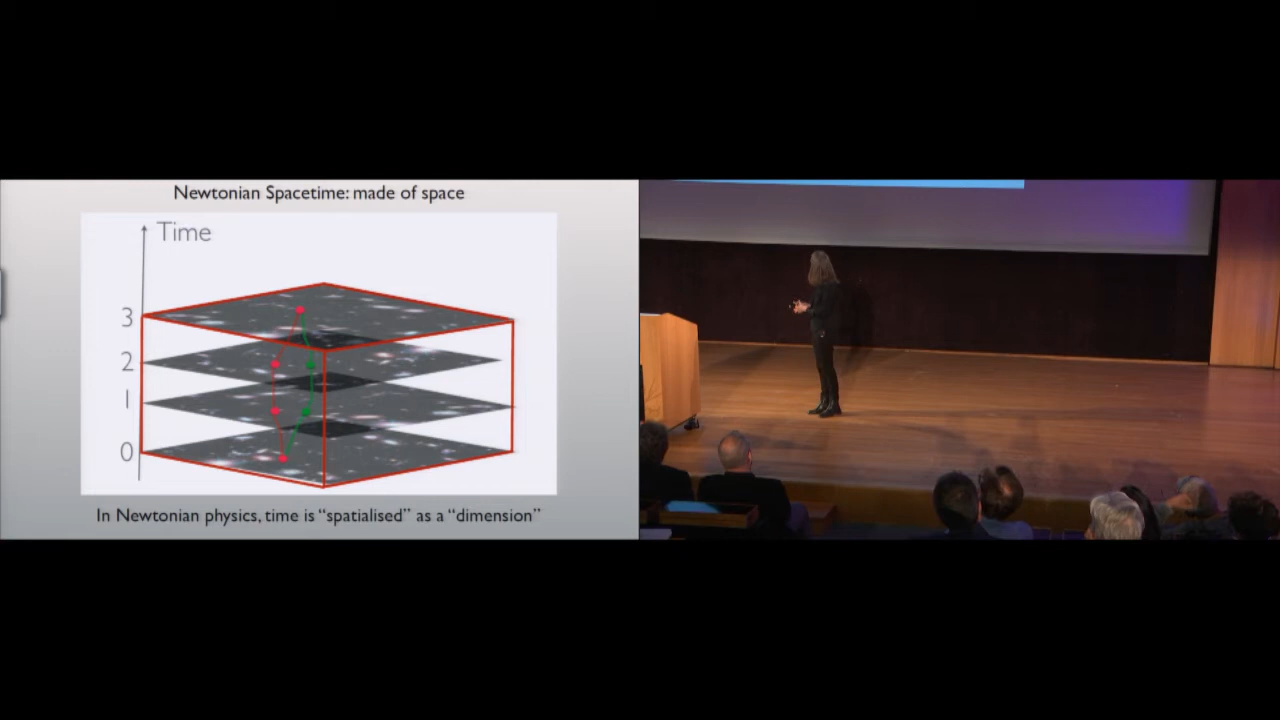 Newtonian Spacetime: made of space
Time
3
2
1
0
In Newtonian physics, time is “spatialised” as a “dimension”